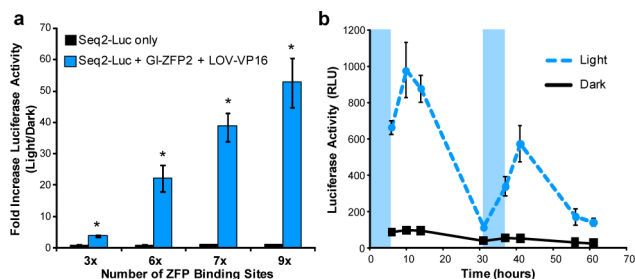 a
Seq2-Luc only
Seq2-Luc + GI-ZFP2 + LOV-VP16
Fold Increase Luciferase Activity
(Light/Dark)
70
60
50
40
30
20
10
0
*
*
*
*
3x 6x 7x 9x
Number of ZFP Binding Sites
b
Light
Dark
Luciferase Activity (RLU)
1200
1000
800
600
400
200
0
0 10 20 30 40 50 60 70
Time (hours)